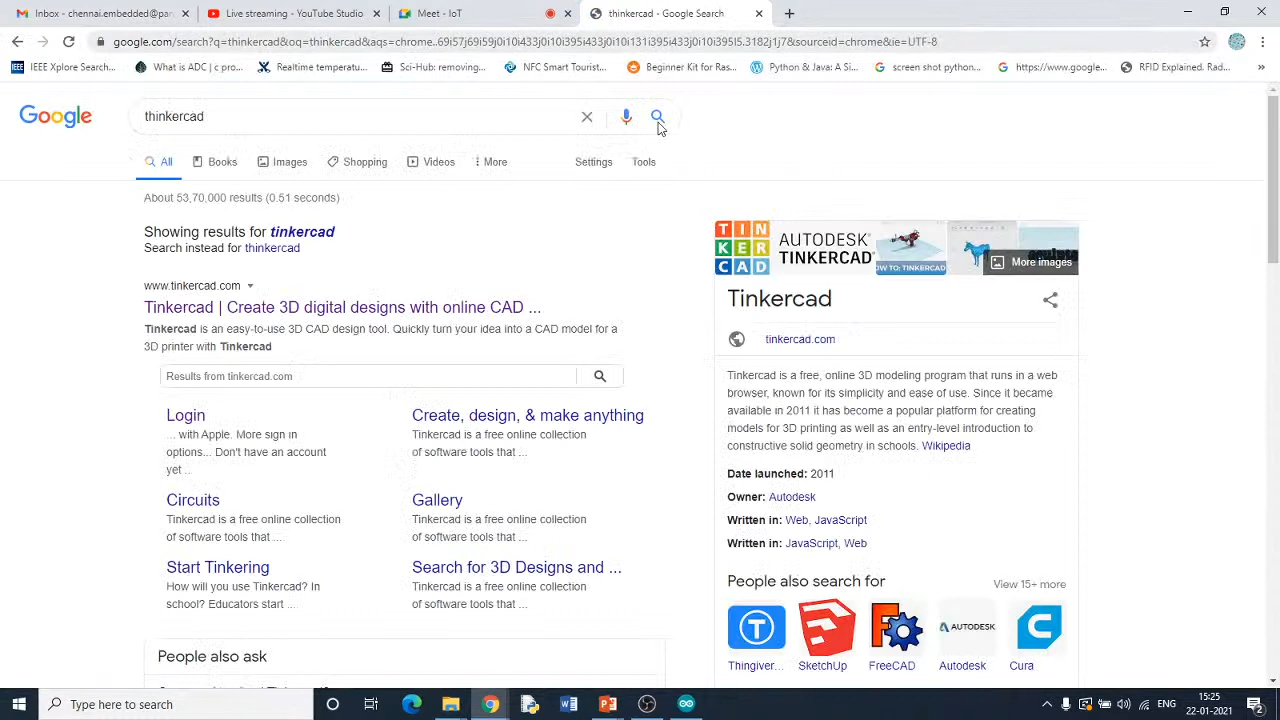 Inbox - chennai.embedded@pa
Live streaming - YouTube Studio
Meet - IoT
thinkercad - Google Search
google.com/search?q=thinkercad&oq=thinkercad&aqs=chrome..69i57j69i59j0i10i395j0i10i395i433j0i10i131i395i433j0i10i395i433j0i10i395l5.3182j1j7&sourceid=chrome&ie=UTF-8
IEEE Xplore Search...
What is ALU | c pro...
Realtime temperatu...
Sci-Hub: removing...
NFC Smart Tourist...
Beginner Kit for Ras...
Python & Java: A Si...
screen shot python...
https://www.google...
RFID Explained. Rad...
»
Google
thinkercad
All
Books
Images
Shopping
Videos
More
Settings
Tools
About 53,70,000 results (0.51 seconds)
Showing results for tinkercad
Search instead for thinkercad
www.tinkercad.com
Tinkercad | Create 3D digital designs with online CAD ...
Tinkercad is an easy-to-use 3D CAD design tool. Quickly turn your idea into a CAD model for a
3D printer with Tinkercad
Results from tinkercad.com
Login
... with Apple. More sign in
options... Don't have an account
yet ...
Create, design, & make anything
Tinkercad is a free online collection
of software tools that ...
Circuits
Tinkercad is a free online collection
of software tools that ...
Gallery
Tinkercad is a free online collection
of software tools that ...
Start Tinkering
How will you use Tinkercad? In
school? Educators start ...
Search for 3D Designs and ...
Tinkercad is a free online collection
of software tools that ...
People also ask
TIN
KER
CAD
AUTODESK
TINKERCAD
OW TO: TINKERCAD
More images
Tinkercad
tinkercad.com
Tinkercad is a free, online 3D modeling program that runs in a web
browser, known for its simplicity and ease of use. Since it became
available in 2011 it has become a popular platform for creating
models for 3D printing as well as an entry-level introduction to
constructive solid geometry in schools. Wikipedia
Date launched: 2011
Owner: Autodesk
Written in: Web, JavaScript
Written in: JavaScript, Web
People also search for
View 15+ more
AUTODESK
Thingiver...
SketchUp
FreeCAD
Autodesk
Cura
Type here to search
ENG
15:25
22-01-2021
2